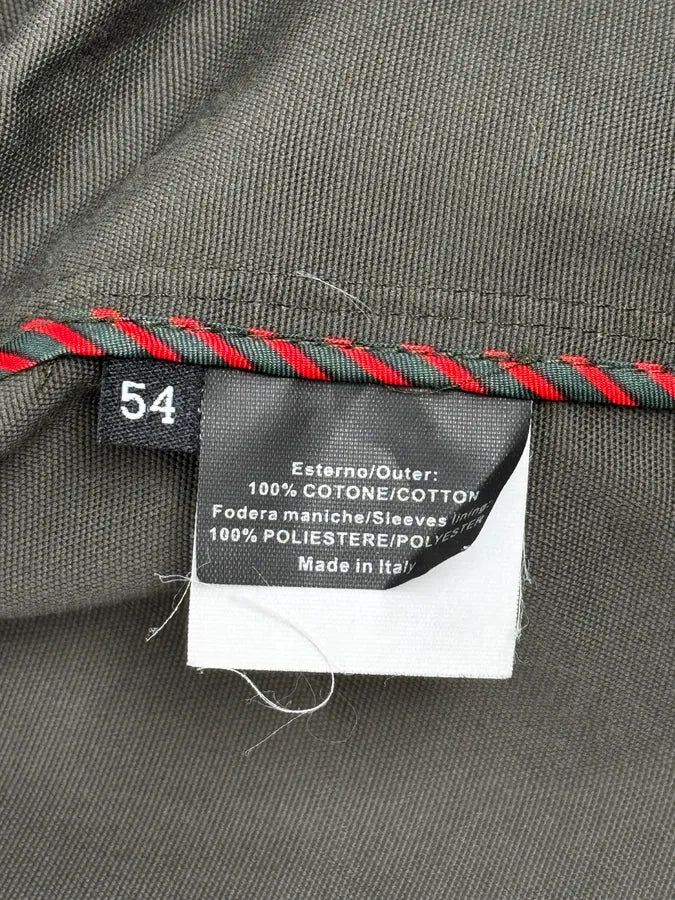 54
Esterno/Outer:
100% COTONE/COTTON
Fodera maniche/Sleeves lining:
100% POLIESTERE/POLYESTER
Made in Italy